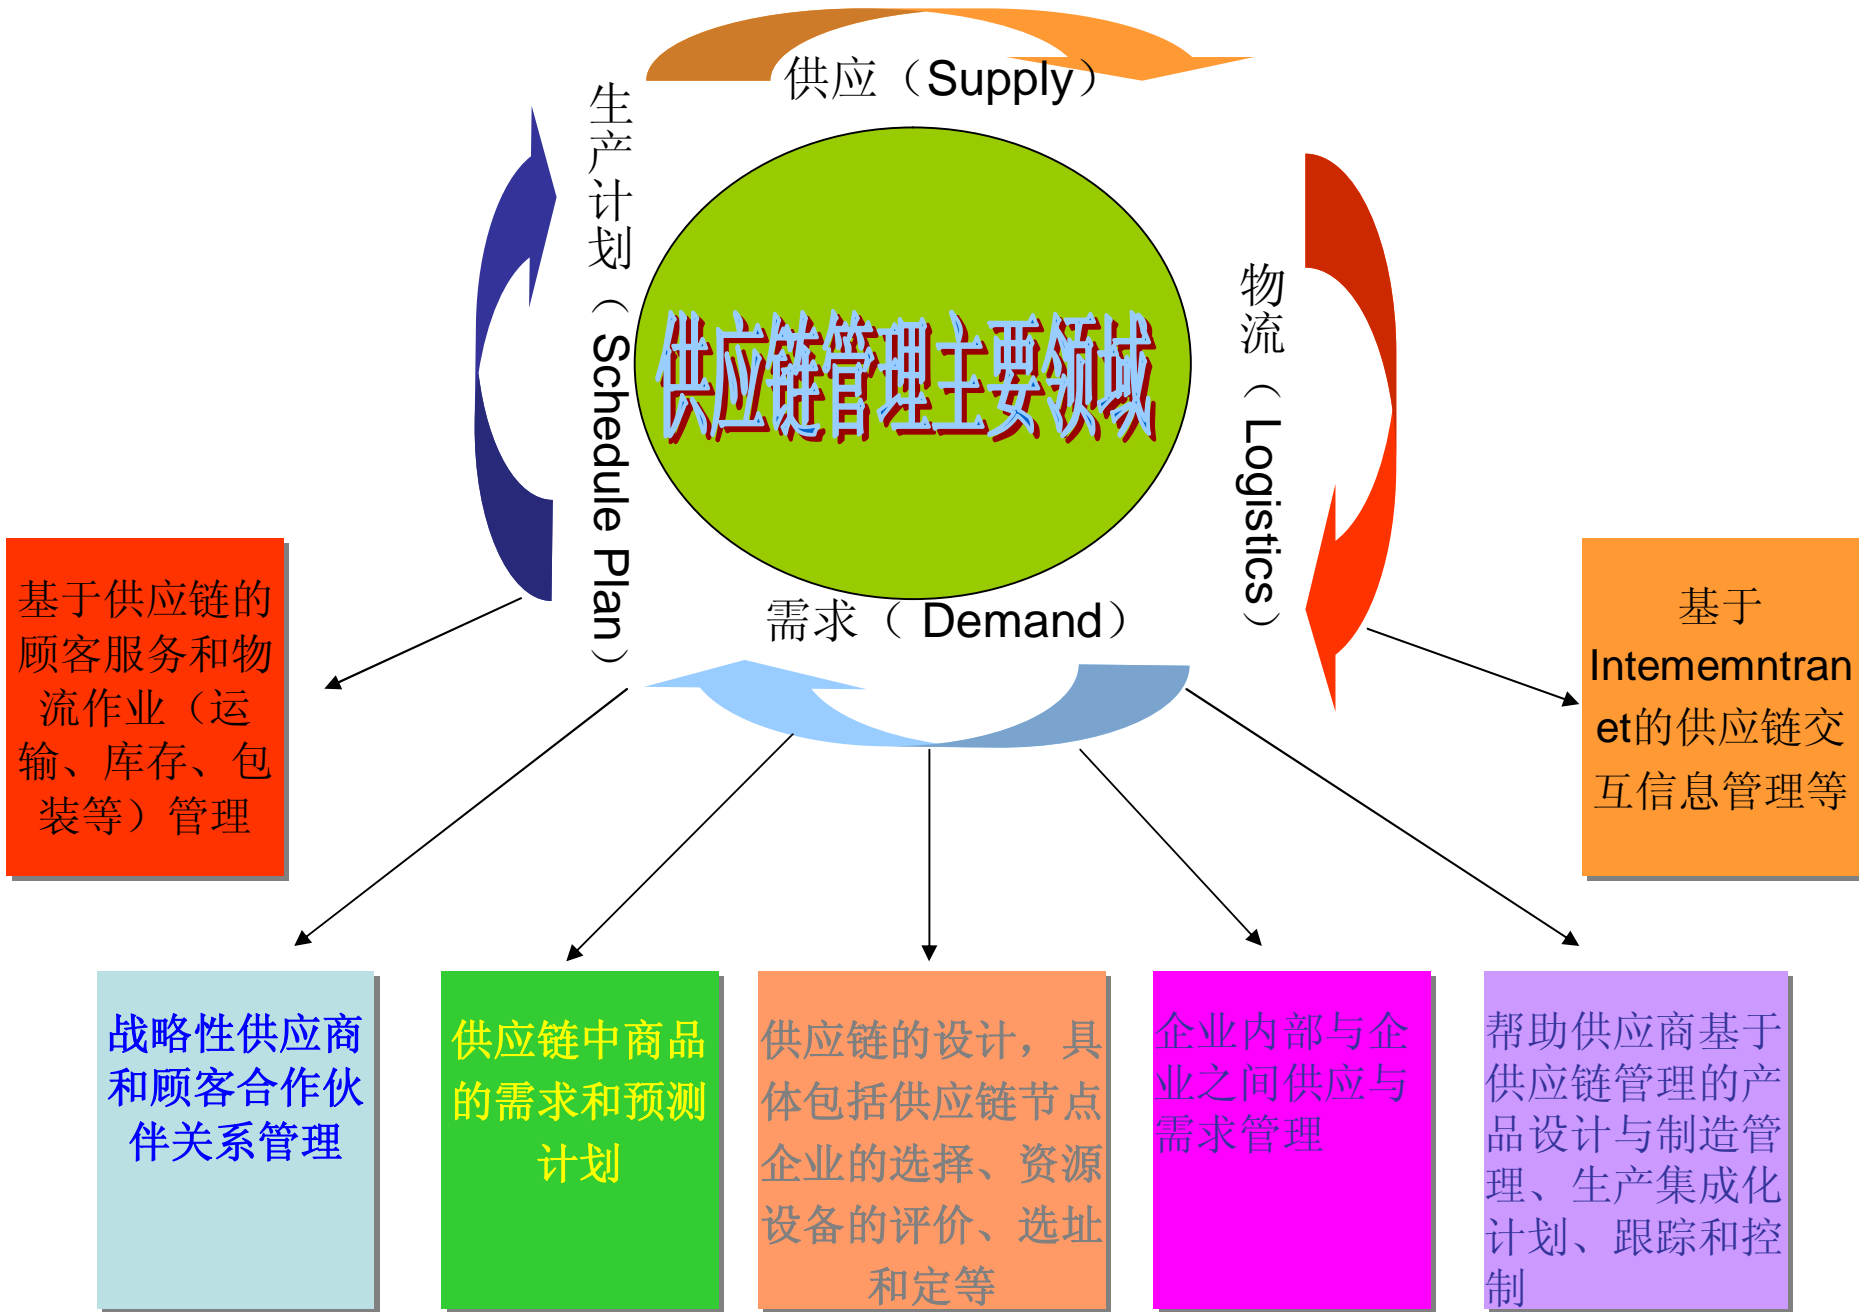 供应（Supply）
生产计划（Schedule Plan）
供应链管理主要领域
物流（Logistics）
需求（ Demand）
基于供应链的
顾客服务和物
流作业（运
输、库存、包
装等）管理
基于
Intememntran
et的供应链交
互信息管理等
战略性供应商
和顾客合作伙
伴关系管理
供应链中商品
的需求和预测
计划
供应链的设计，具
体包括供应链节点
企业的选择、资源
设备的评价、选址
和定等
企业内部与企
业之间供应与
需求管理
帮助供应商基于
供应链管理的产
品设计与制造管
理、生产集成化
计划、跟踪和控
制